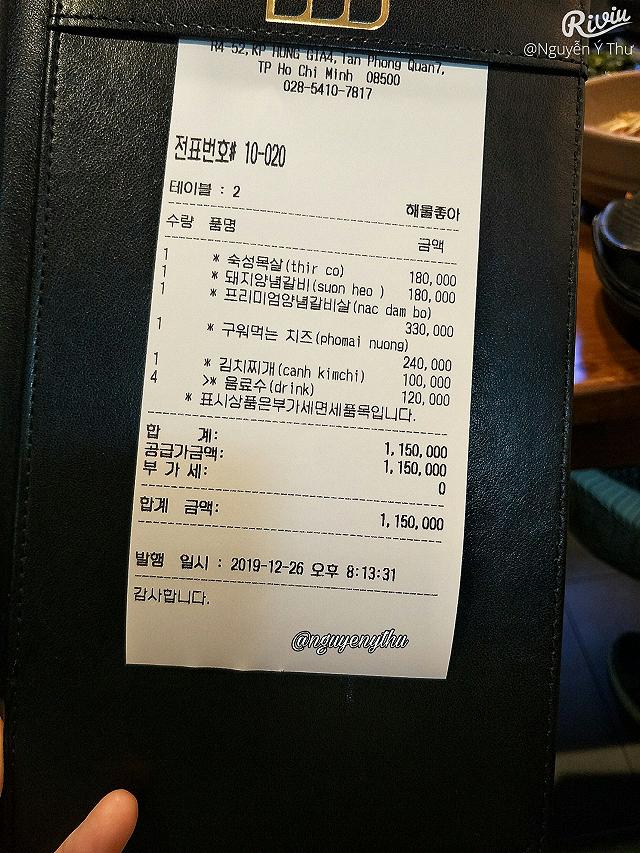 Riviu
@Nguyễn Ý Thư
R4-52,KP HUNG GIA4,Tan Phong Quan7,
TP Ho Chi Minh 08500
028-5410-7817
전표번호# 10-020
테이블 : 2
해물좋아
수량 품명 금액
1 * 숙성목살(thir co) 180,000
1 * 돼지양념갈비(suon heo ) 180,000
1 * 프리미엄양념갈비살(nac dam bo)
330,000
1 * 구워먹는 치즈(phomai nuong)
240,000
1 * 김치찌개(canh kimchi) 100,000
4 >* 음료수(drink) 120,000
* 표시상품은부가세면세품목입니다.
합 계: 1,150,000
공급가금액: 1,150,000
부 가 세: 0
합계 금액: 1,150,000
발행 일시 : 2019-12-26 오후 8:13:31
감사합니다.
@nguyenythu